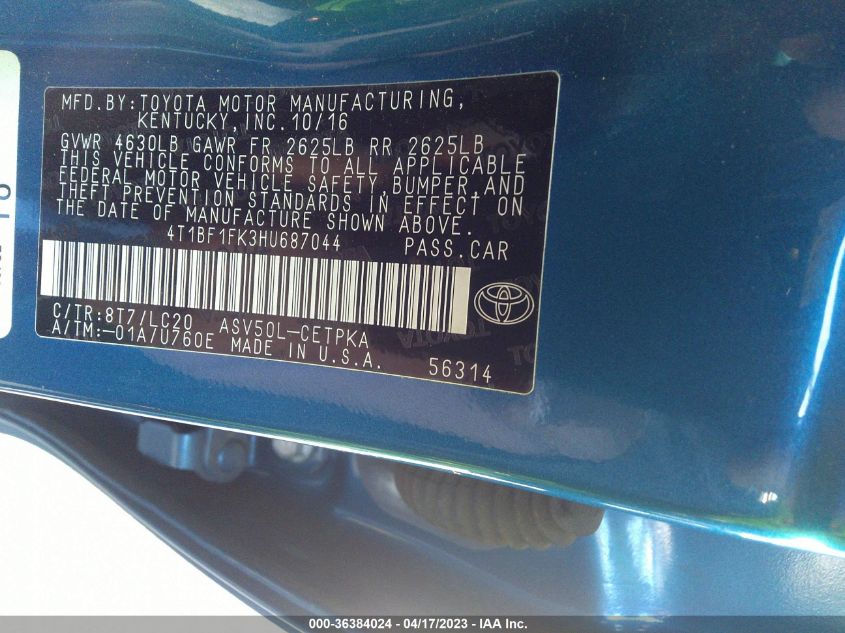 MFD.BY:TOYOTA MOTOR MANUFACTURING,
KENTUCKY,INC.10/16
GVWR 4630LB GAWR FR 2625LB RR 2625LB
THIS VEHICLE CONFORMS TO ALL APPLICABLE
FEDERAL MOTOR VEHICLE SAFETY,BUMPER,AND
THEFT PREVENTION STANDARDS IN EFFECT ON
THE DATE OF MANUFACTURE SHOWN ABOVE.
4T1BF1FK3HU687044 PASS.CAR
C/TR:8T7/LC20 ASV50L-CETPKA
A/TM:-01A7U760E MADE IN U.S.A.
56314
000-36384024 - 04/17/2023 - IAA Inc.